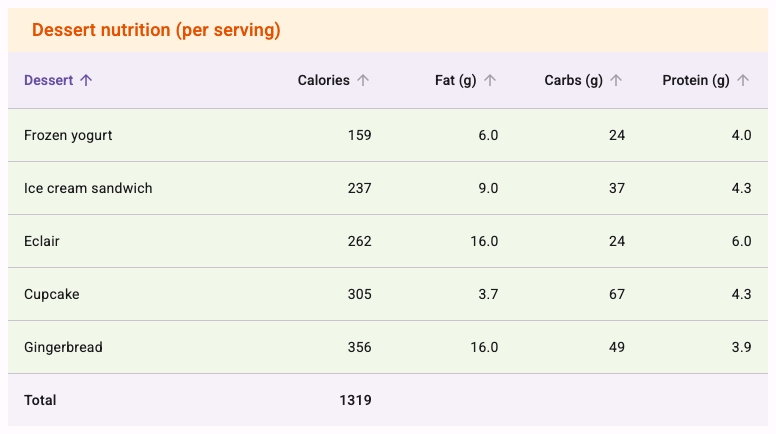 Dessert nutrition (per serving)
Dessert Calories Fat (g) Carbs (g) Protein (g)
Frozen yogurt 159 6.0 24 4.0
Ice cream sandwich 237 9.0 37 4.3
Eclair 262 16.0 24 6.0
Cupcake 305 3.7 67 4.3
Gingerbread 356 16.0 49 3.9
Total 1319